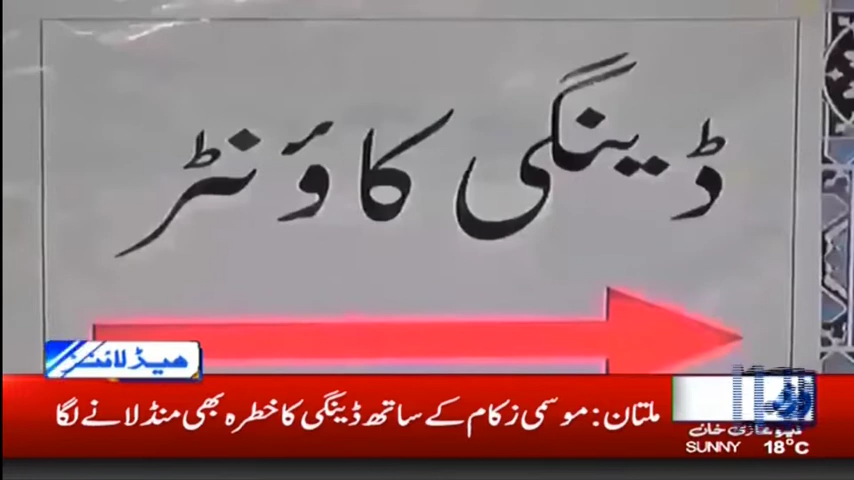 ڈینگی کاؤنٹر
ہیڈ لائنز
ملتان: موسمی زکام کے ساتھ ڈینگی کا خطرہ بھی منڈلانے لگا
ڈیرہ غازی خان
SUNNY 18°C